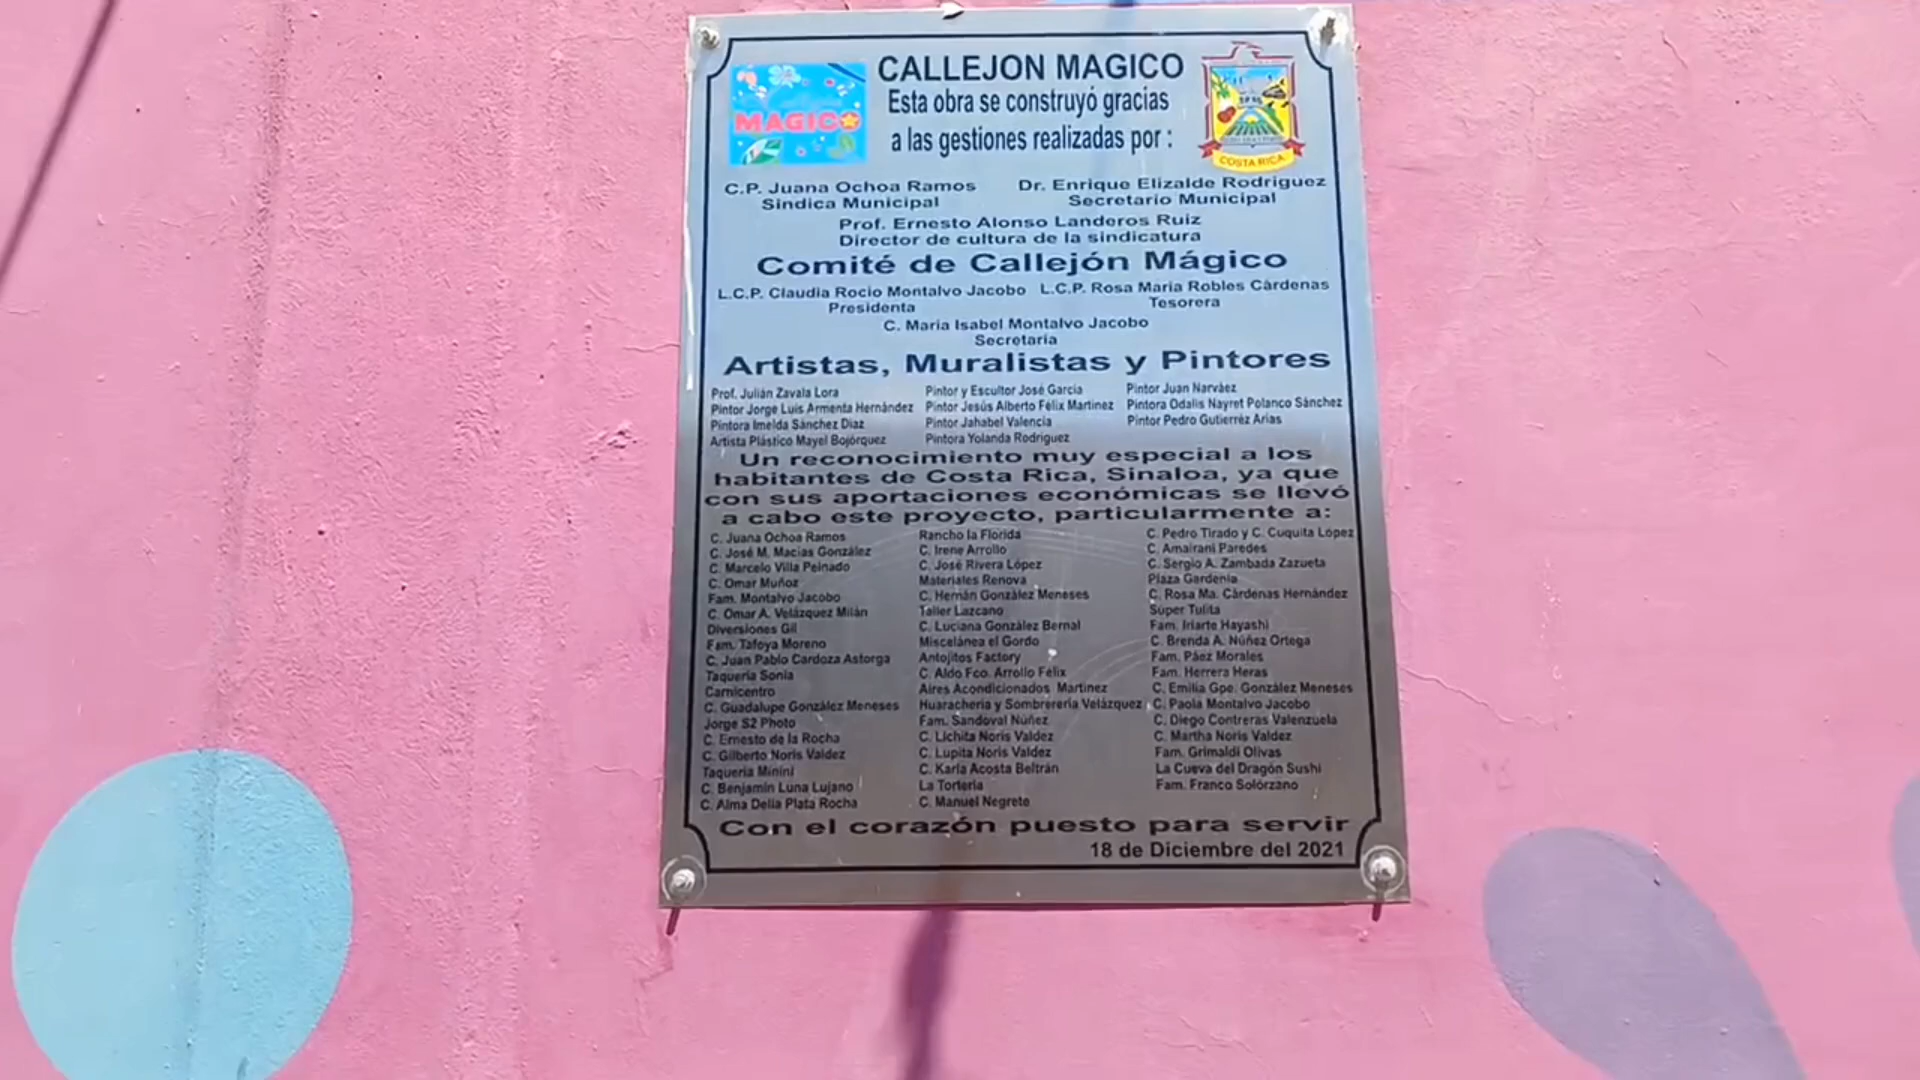 CALLEJON MAGICO
Esta obra se construyó gracias
a las gestiones realizadas por :
MAGICO
COSTA RICA
C.P. Juana Ochoa Ramos
Sindica Municipal
Dr. Enrique Elizalde Rodriguez
Secretario Municipal
Prof. Ernesto Alonso Landeros Ruiz
Director de cultura de la sindicatura
Comité de Callejón Mágico
L.C.P. Claudia Rocio Montalvo Jacobo
Presidenta
L.C.P. Rosa Maria Robles Cárdenas
Tesorera
C. Maria Isabel Montalvo Jacobo
Secretaria
Artistas, Muralistas y Pintores
Prof. Julián Zavala Lora
Pintor Jorge Luis Armenta Hernández
Pintora Imelda Sánchez Diaz
Artista Plástico Mayel Bojórquez
Pintor y Escultor José Garcia
Pintor Jesús Alberto Félix Martinez
Pintor Jahabel Valencia
Pintora Yolanda Rodriguez
Pintor Juan Narváez
Pintora Odalis Nayret Polanco Sánchez
Pintor Pedro Gutierréz Arias
Un reconocimiento muy especial a los
habitantes de Costa Rica, Sinaloa, ya que
con sus aportaciones económicas se llevó
a cabo este proyecto, particularmente a:
C. Juana Ochoa Ramos
C. José M. Macias González
C. Marcelo Villa Peinado
C. Omar Muñoz
Fam. Montalvo Jacobo
C. Omar A. Velázquez Milán
Diversiones Gil
Fam. Tafoya Moreno
C. Juan Pablo Cardoza Astorga
Taqueria Sonia
Carnicentro
C. Guadalupe González Meneses
Jorge S2 Photo
C. Ernesto de la Rocha
C. Gilberto Noris Valdez
Taqueria Minini
C. Benjamin Luna Lujano
C. Alma Delia Plata Rocha
Rancho la Florida
C. Irene Arrollo
C. José Rivera López
Materiales Renova
C. Hernán González Meneses
Taller Lazcano
C. Luciana González Bernal
Miscelánea el Gordo
Antojitos Factory
C. Aldo Fco. Arrollo Félix
Aires Acondicionados Martinez
Huaracheria y Sombrereria Velázquez
Fam. Sandoval Núñez
C. Lichita Noris Valdez
C. Lupita Noris Valdez
C. Karla Acosta Beltrán
La Torteria
C. Manuel Negrete
C. Pedro Tirado y C. Cuquita López
C. Amairani Paredes
C. Sergio A. Zambada Zazueta
Plaza Gardenia
C. Rosa Ma. Cárdenas Hernández
Súper Tulita
Fam. Iriarte Hayashi
C. Brenda A. Núñez Ortega
Fam. Páez Morales
Fam. Herrera Heras
C. Emilia Gpe. González Meneses
C. Paola Montalvo Jacobo
C. Diego Contreras Valenzuela
C. Martha Noris Valdez
Fam. Grimaldi Olivas
La Cueva del Dragón Sushi
Fam. Franco Solórzano
Con el corazón puesto para servir
18 de Diciembre del 2021